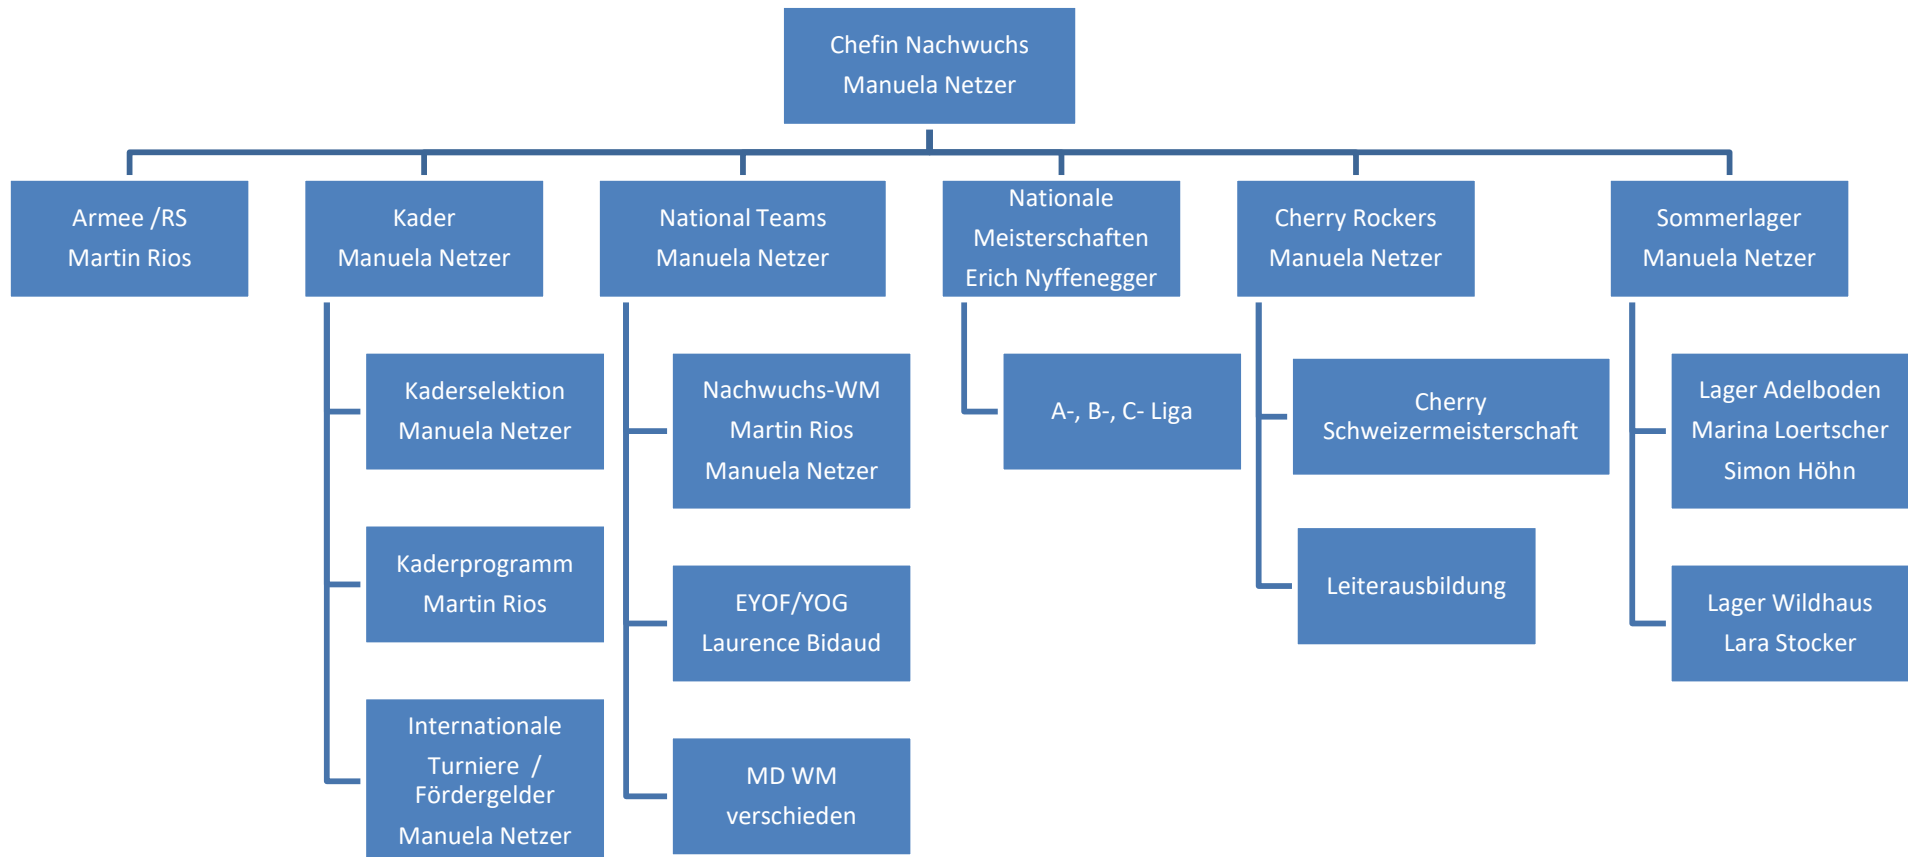 Chefin Nachwuchs
Manuela Netzer
Armee /RS
Martin Rios
Kader
Manuela Netzer
National Teams
Manuela Netzer
Nationale
Meisterschaften
Erich Nyffenegger
Cherry Rockers
Manuela Netzer
Sommerlager
Manuela Netzer
Kaderselektion
Manuela Netzer
Kaderprogramm
Martin Rios
Internationale
Turniere /
Fördergelder
Manuela Netzer
Nachwuchs-WM
Martin Rios
Manuela Netzer
EYOF/YOG
Laurence Bidaud
MD WM
verschieden
A-, B-, C- Liga
Cherry
Schweizermeisterschaft
Leiterausbildung
Lager Adelboden
Marina Loertscher
Simon Höhn
Lager Wildhaus
Lara Stocker